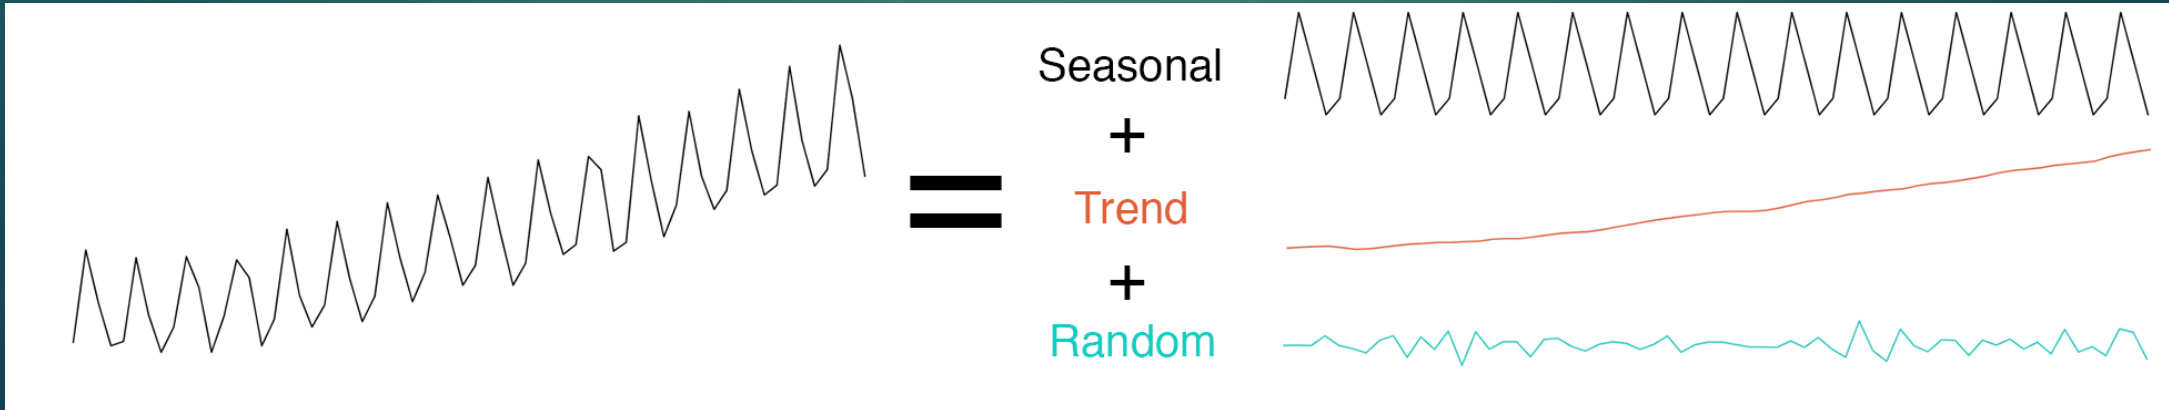 =
Seasonal
+
Trend
+
Random